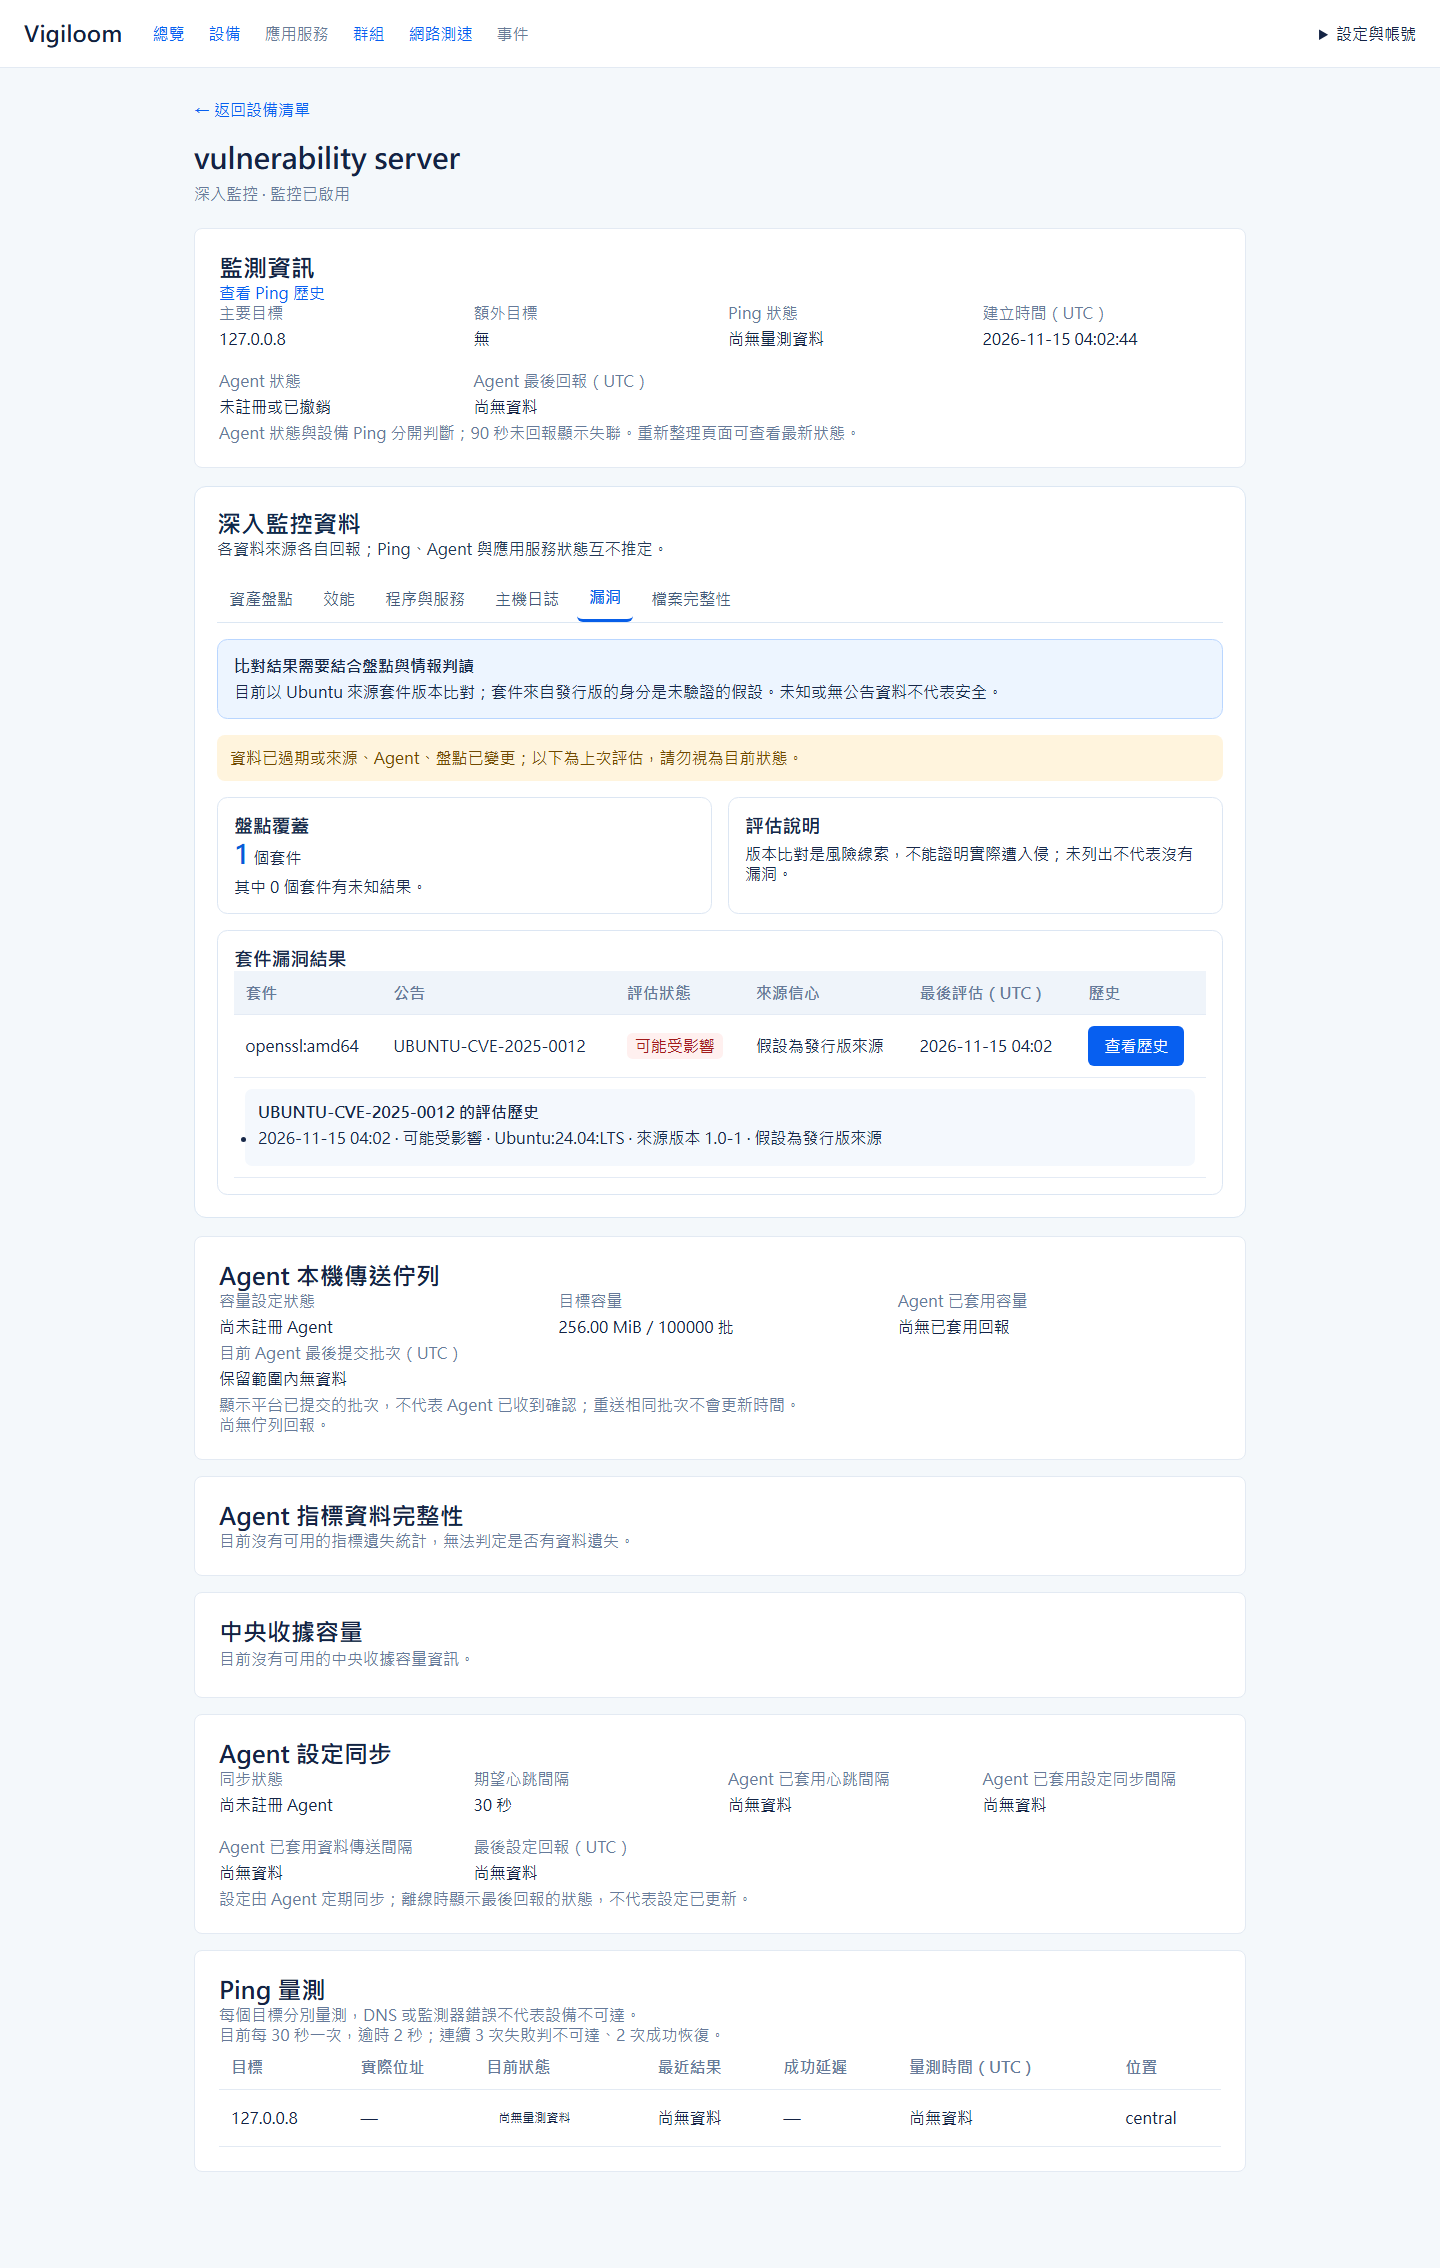 Vigiloom 總覽 設備 應用服務 群組 網路測速 事件 ▶ 設定與帳號
← 返回設備清單
vulnerability server
深入監控 · 監控已啟用
監測資訊
查看 Ping 歷史
主要目標 額外目標 Ping 狀態 建立時間（UTC）
127.0.0.8 無 尚無量測資料 2026-11-15 04:02:44
Agent 狀態 Agent 最後回報（UTC）
未註冊或已撤銷 尚無資料
Agent 狀態與設備 Ping 分開判斷；90 秒未回報顯示失聯。重新整理頁面可查看最新狀態。
深入監控資料
各資料來源各自回報；Ping、Agent 與應用服務狀態互不推定。
資產盤點 效能 程序與服務 主機日誌 漏洞 檔案完整性
比對結果需要結合盤點與情報判讀
目前以 Ubuntu 來源套件版本比對；套件來自發行版的身分是未驗證的假設。未知或無公告資料不代表安全。
資料已過期或來源、Agent、盤點已變更；以下為上次評估，請勿視為目前狀態。
盤點覆蓋
1 個套件
其中 0 個套件有未知結果。
評估說明
版本比對是風險線索，不能證明實際遭入侵；未列出不代表沒有
漏洞。
套件漏洞結果
套件 公告 評估狀態 來源信心 最後評估（UTC） 歷史
openssl:amd64 UBUNTU-CVE-2025-0012 可能受影響 假設為發行版來源 2026-11-15 04:02 查看歷史
UBUNTU-CVE-2025-0012 的評估歷史
• 2026-11-15 04:02 · 可能受影響 · Ubuntu:24.04:LTS · 來源版本 1.0-1 · 假設為發行版來源
Agent 本機傳送佇列
容量設定狀態 目標容量 Agent 已套用容量
尚未註冊 Agent 256.00 MiB / 100000 批 尚無已套用回報
目前 Agent 最後提交批次（UTC）
保留範圍內無資料
顯示平台已提交的批次，不代表 Agent 已收到確認；重送相同批次不會更新時間。
尚無佇列回報。
Agent 指標資料完整性
目前沒有可用的指標遺失統計，無法判定是否有資料遺失。
中央收據容量
目前沒有可用的中央收據容量資訊。
Agent 設定同步
同步狀態 期望心跳間隔 Agent 已套用心跳間隔 Agent 已套用設定同步間隔
尚未註冊 Agent 30 秒 尚無資料 尚無資料
Agent 已套用資料傳送間隔 最後設定回報（UTC）
尚無資料 尚無資料
設定由 Agent 定期同步；離線時顯示最後回報的狀態，不代表設定已更新。
Ping 量測
每個目標分別量測，DNS 或監測器錯誤不代表設備不可達。
目前每 30 秒一次，逾時 2 秒；連續 3 次失敗判不可達、2 次成功恢復。
目標 實際位址 目前狀態 最近結果 成功延遲 量測時間（UTC） 位置
127.0.0.8 — 尚無量測資料 尚無資料 — 尚無資料 central